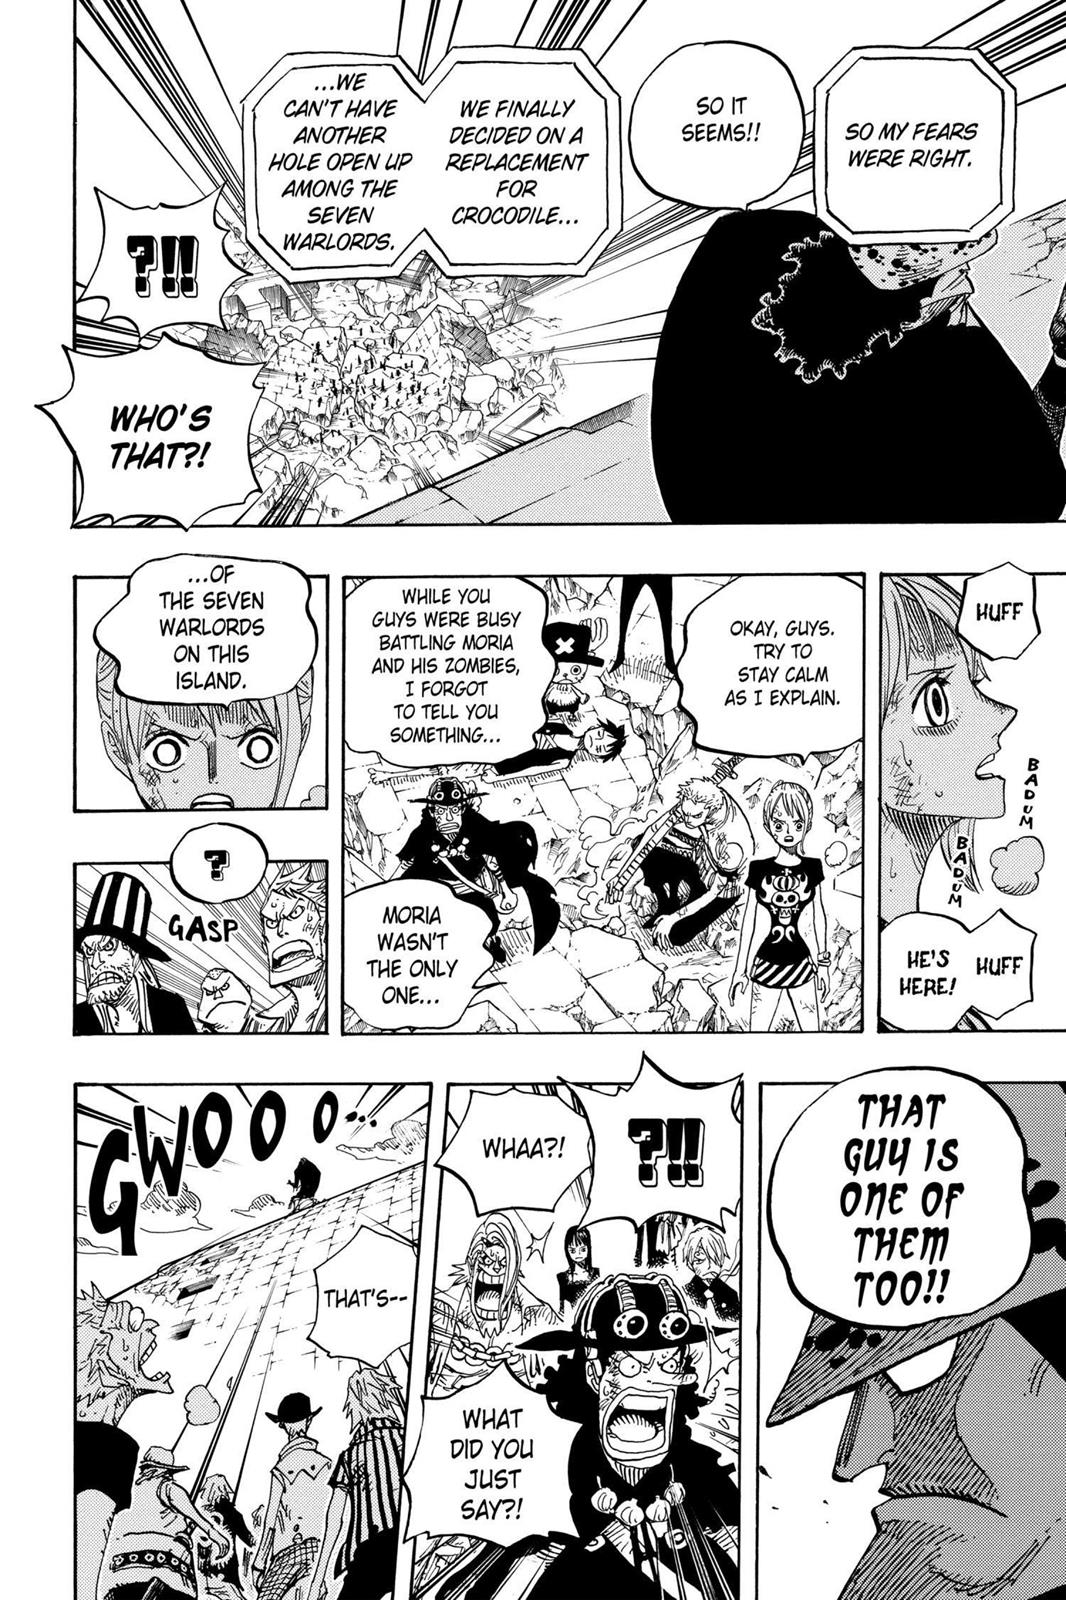 SO MY FEARS
WERE RIGHT.
SO IT
SEEMS!!
WE FINALLY
DECIDED ON A
REPLACEMENT
FOR
CROCODILE...
...WE
CAN'T HAVE
ANOTHER
HOLE OPEN UP
AMONG THE
SEVEN
WARLORDS.
?!!
WHO'S
THAT?!
HUFF
BADUM
BADUM
HUFF
HE'S
HERE!
OKAY, GUYS.
TRY TO
STAY CALM
AS I EXPLAIN.
WHILE YOU
GUYS WERE BUSY
BATTLING MORIA
AND HIS ZOMBIES,
I FORGOT
TO TELL YOU
SOMETHING...
MORIA
WASN'T
THE ONLY
ONE...
...OF
THE SEVEN
WARLORDS
ON THIS
ISLAND.
?
GASP
THAT
GUY IS
ONE OF
THEM
TOO!!
?!!
WHAA?!
WHAT
DID YOU
JUST
SAY?!
GWOOO...
THAT'S--